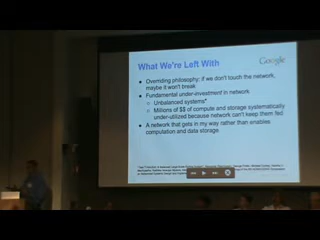 What We're Left With
Google
Overriding philosophy: if we don't touch the network,
maybe it won't break
Fundamental under-investment in network
Unbalanced systems*
Millions of $$ of compute and storage systematically
under-utilized because network can't keep them fed
A network that gets in my way rather than enables
computation and data storage